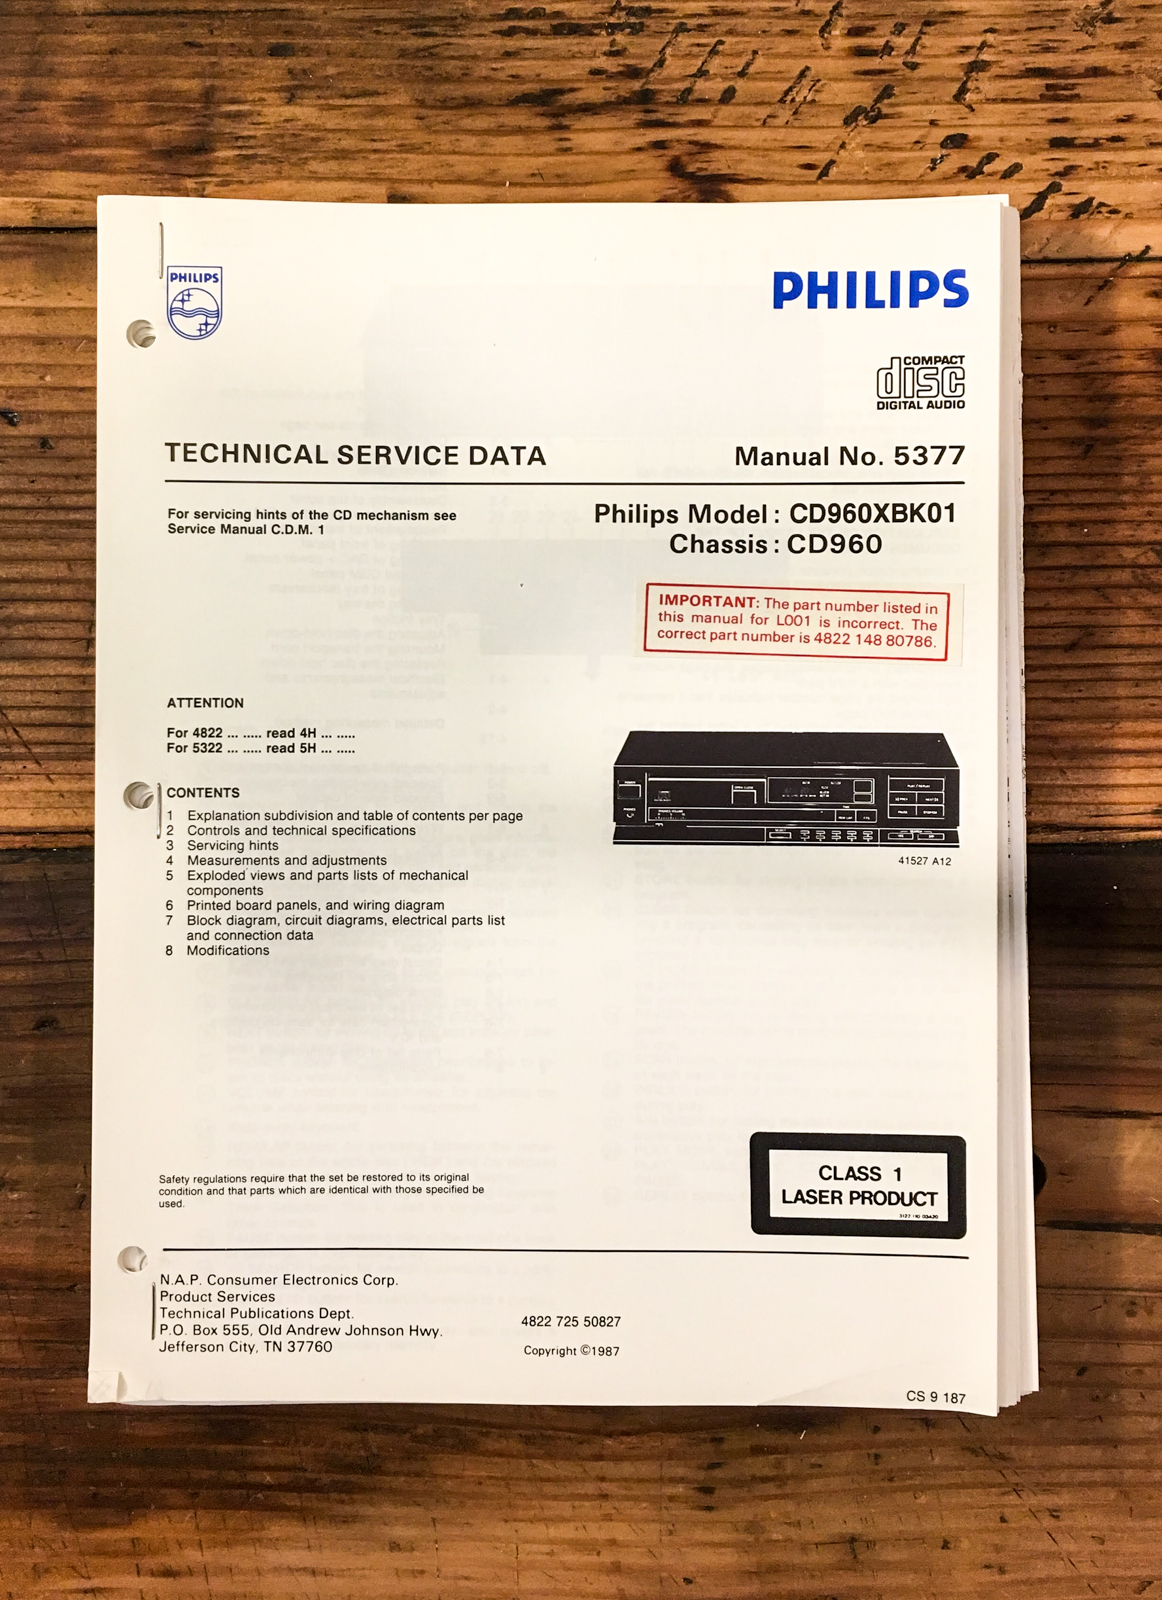 PHILIPS
PHILIPS
COMPACT
disc
DIGITAL AUDIO
TECHNICAL SERVICE DATA
Manual No. 5377
For servicing hints of the CD mechanism see
Service Manual C.D.M. 1
Philips Model : CD960XBK01
Chassis : CD960
IMPORTANT: The part number listed in
this manual for L001 is incorrect. The
correct part number is 4822 148 80786.
ATTENTION
For 4822 ... ..... read 4H ... .....
For 5322 ... ..... read 5H ... .....
CONTENTS
1 Explanation subdivision and table of contents per page
2 Controls and technical specifications
3 Servicing hints
4 Measurements and adjustments
5 Exploded views and parts lists of mechanical
components
6 Printed board panels, and wiring diagram
7 Block diagram, circuit diagrams, electrical parts list
and connection data
8 Modifications
OPEN/CLOSE
41527 A12
Safety regulations require that the set be restored to its original
condition and that parts which are identical with those specified be
used.
CLASS 1
LASER PRODUCT
N.A.P. Consumer Electronics Corp.
Product Services
Technical Publications Dept.
P.O. Box 555, Old Andrew Johnson Hwy.
Jefferson City, TN 37760
4822 725 50827
Copyright ©1987
CS 9 187